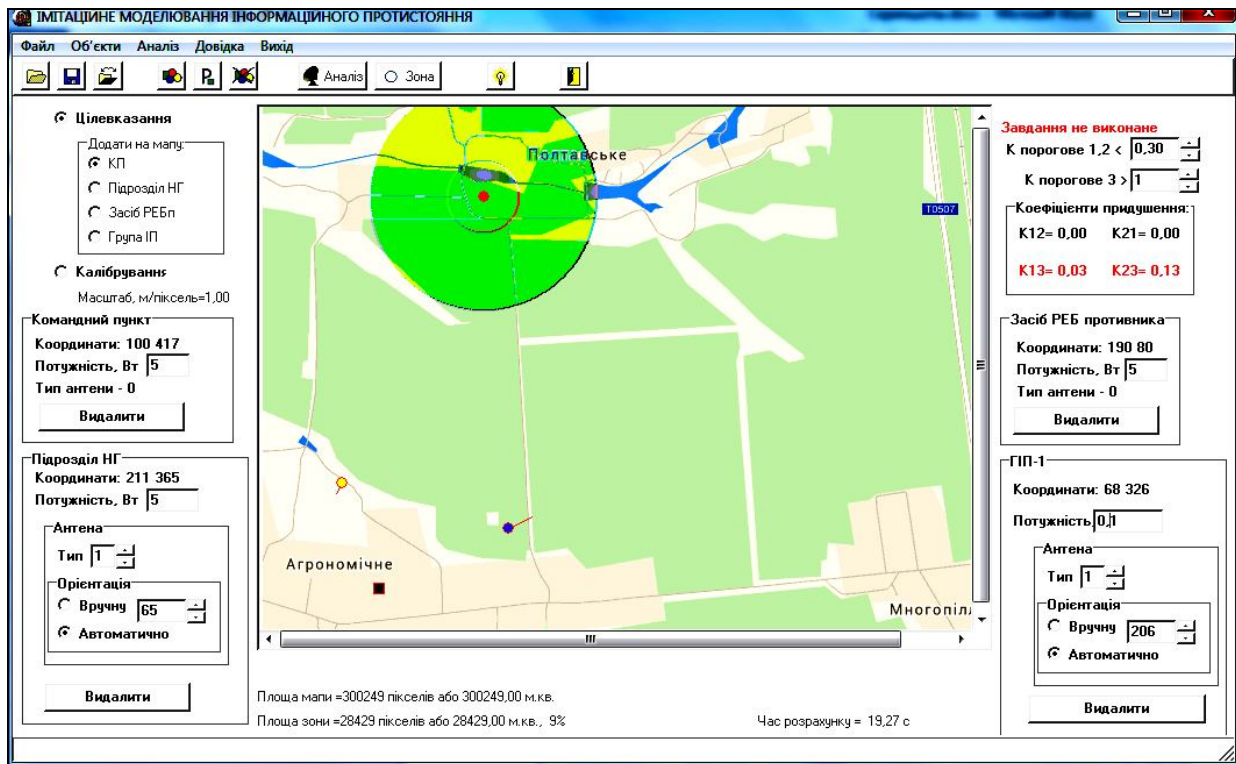 ІМІТАЦІЙНЕ МОДЕЛЮВАННЯ ІНФОРМАЦІЙНОГО ПРОТИСТОЯННЯ
Файл Об'єкти Аналіз Довідка Вихід
Аналіз Зона
Цілевказання
Додати на мапу:
КП
Підрозділ НГ
Засіб РЕБп
Група ІП
Калібрування
Масштаб, м/піксель=1,00
Командний пункт
Координати: 100 417
Потужність, Вт 5
Тип антени - 0
Видалити
Підрозділ НГ
Координати: 211 365
Потужність, Вт 5
Антена
Тип 1
Орієнтація
Вручну 65
Автоматично
Видалити
Полтавське
T0507
Агрономічне
Многопіл
Площа мапи =300249 пікселів або 300249,00 м.кв.
Площа зони =28429 пікселів або 28429,00 м.кв., 9%
Час розрахунку = 19,27 с
Завдання не виконане
К порогове 1,2 < 0,30
К порогове 3 > 1
Коефіцієнти придушення:
К12= 0,00 К21= 0,00
К13= 0,03 К23= 0,13
Засіб РЕБ противника
Координати: 190 80
Потужність, Вт 5
Тип антени - 0
Видалити
ГІП-1
Координати: 68 326
Потужність, 0,1
Антена
Тип 1
Орієнтація
Вручну 206
Автоматично
Видалити